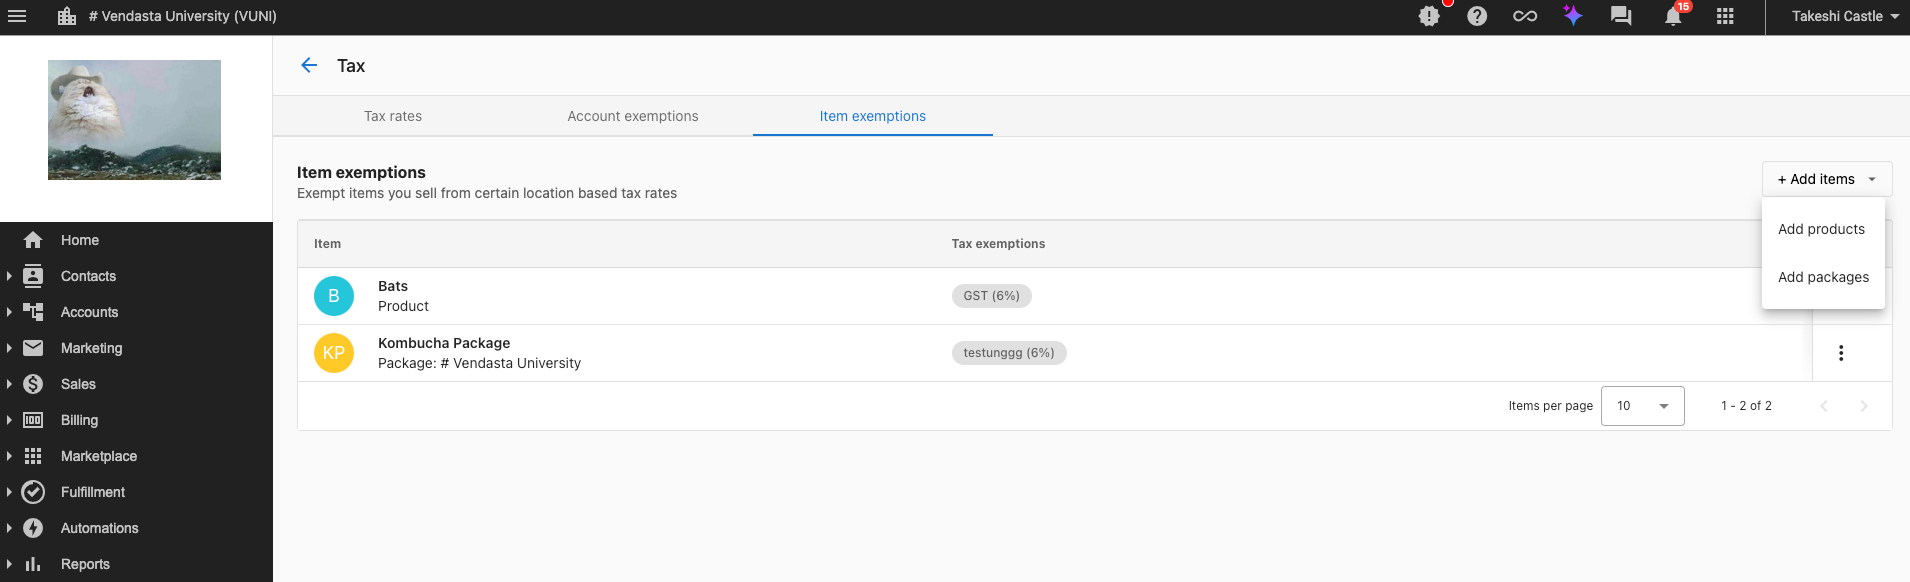 # Vendasta University (VUNI)
15
Takeshi Castle
Tax
Tax rates
Account exemptions
Item exemptions
Item exemptions
Exempt items you sell from certain location based tax rates
+ Add items
Add products
Add packages
Item
Tax exemptions
B
Bats
Product
GST (6%)
KP
Kombucha Package
Package: # Vendasta University
testunggg (6%)
Items per page
10
1 - 2 of 2
Home
Contacts
Accounts
Marketing
Sales
Billing
Marketplace
Fulfillment
Automations
Reports